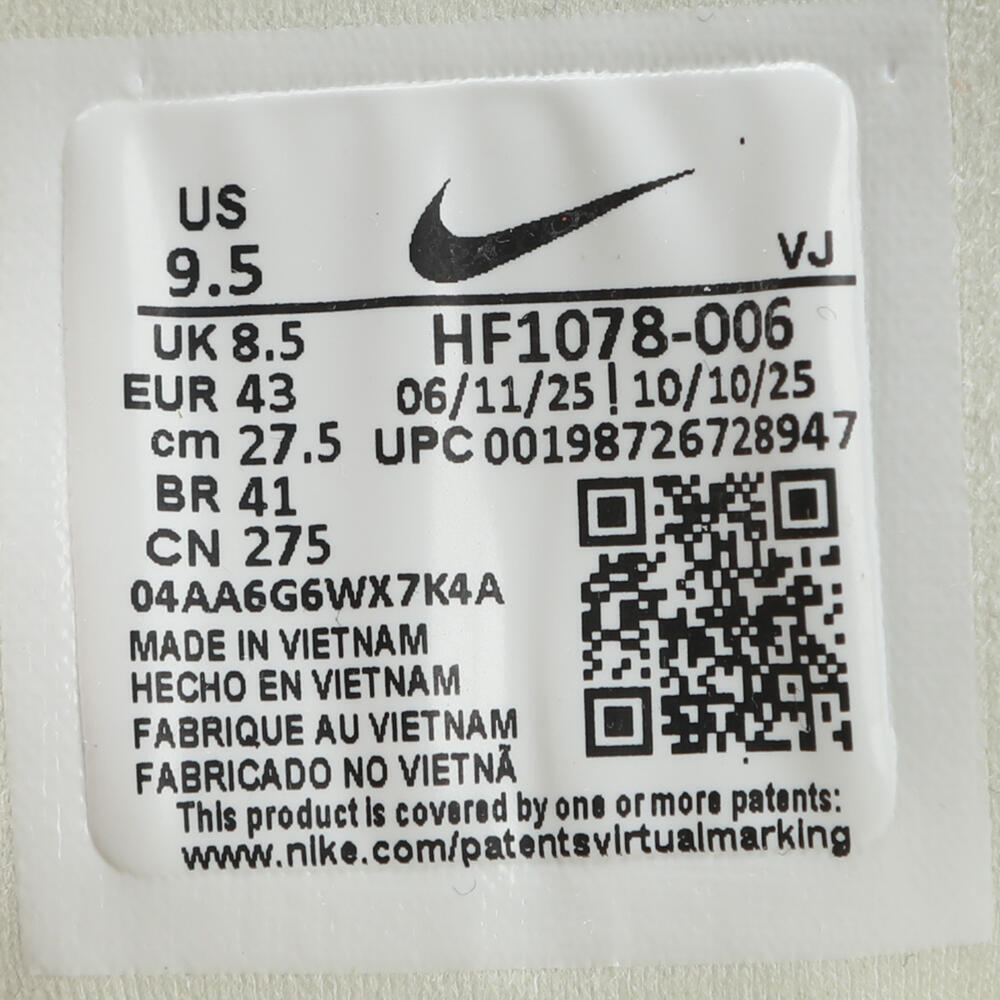 US
9.5
VJ
UK 8.5
HF1078-006
EUR 43
06/11/25 | 10/10/25
cm 27.5
UPC 00198726728947
BR 41
CN 275
04AA6G6WX7K4A
MADE IN VIETNAM
HECHO EN VIETNAM
FABRIQUE AU VIETNAM
FABRICADO NO VIETNÃ
This product is covered by one or more patents:
www.nike.com/patentsvirtualmarking